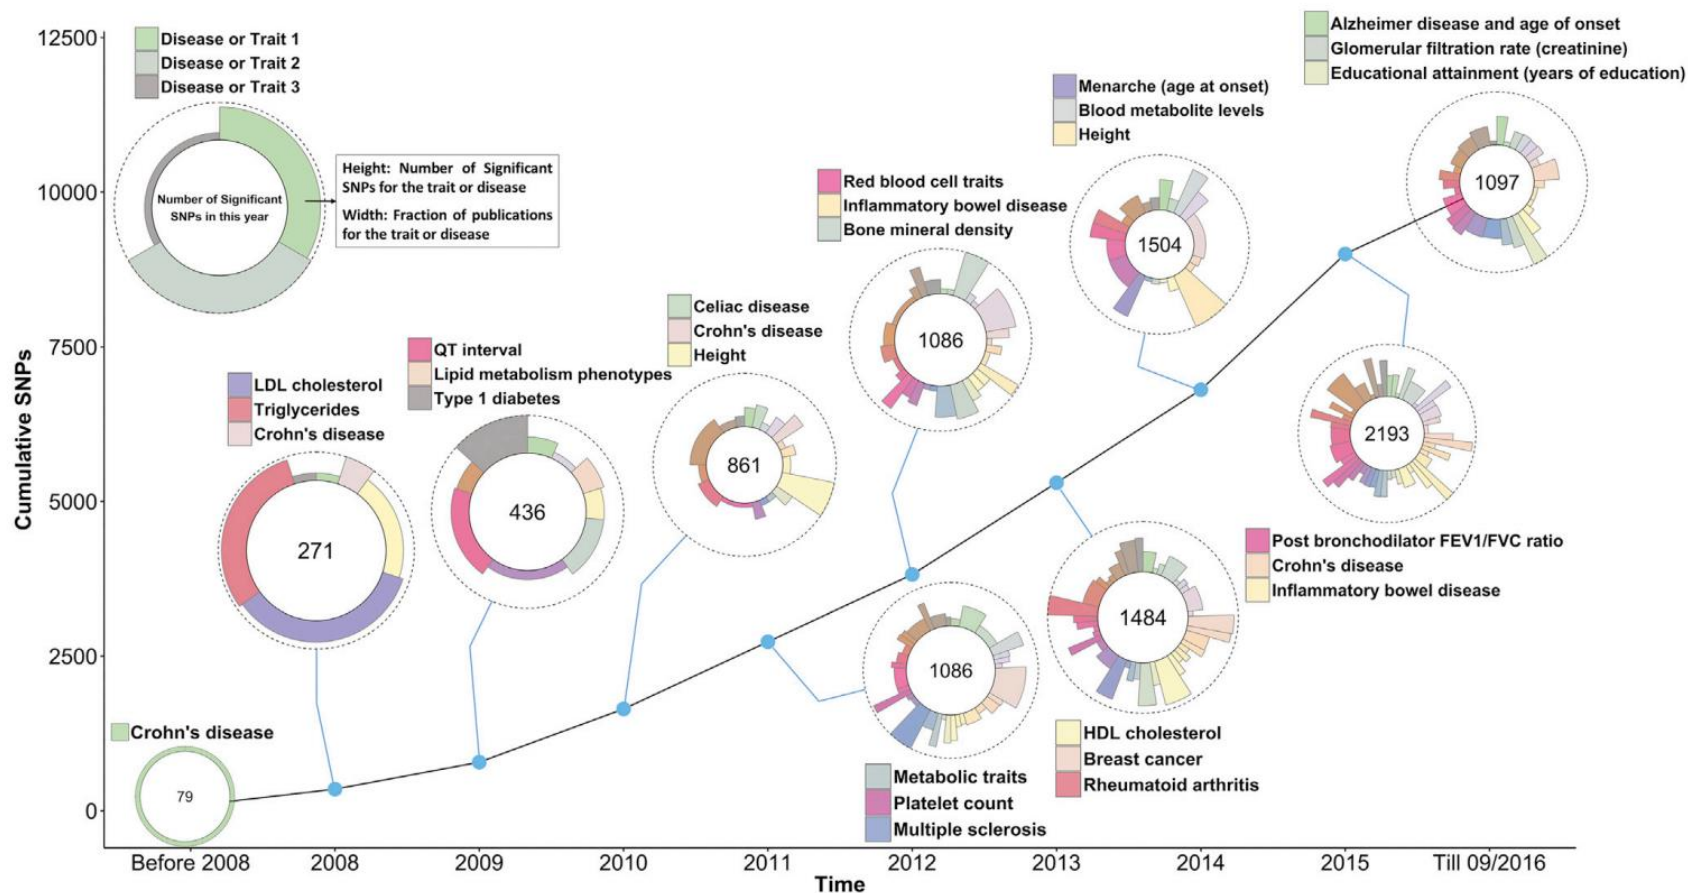 12500
10000
7500
5000
2500
0
Cumulative SNPs
Disease or Trait 1
Disease or Trait 2
Disease or Trait 3
Number of Significant
SNPs in this year
Height: Number of Significant
SNPs for the trait or disease
Width: Fraction of publications
for the trait or disease
Crohn's disease
79
LDL cholesterol
Triglycerides
Crohn's disease
271
QT interval
Lipid metabolism phenotypes
Type 1 diabetes
436
Celiac disease
Crohn's disease
Height
861
Red blood cell traits
Inflammatory bowel disease
Bone mineral density
1086
1086
Metabolic traits
Platelet count
Multiple sclerosis
Menarche (age at onset)
Blood metabolite levels
Height
1504
1484
HDL cholesterol
Breast cancer
Rheumatoid arthritis
Alzheimer disease and age of onset
Glomerular filtration rate (creatinine)
Educational attainment (years of education)
1097
2193
Post bronchodilator FEV1/FVC ratio
Crohn's disease
Inflammatory bowel disease
Before 2008
2008
2009
2010
2011
2012
2013
2014
2015
Till 09/2016
Time